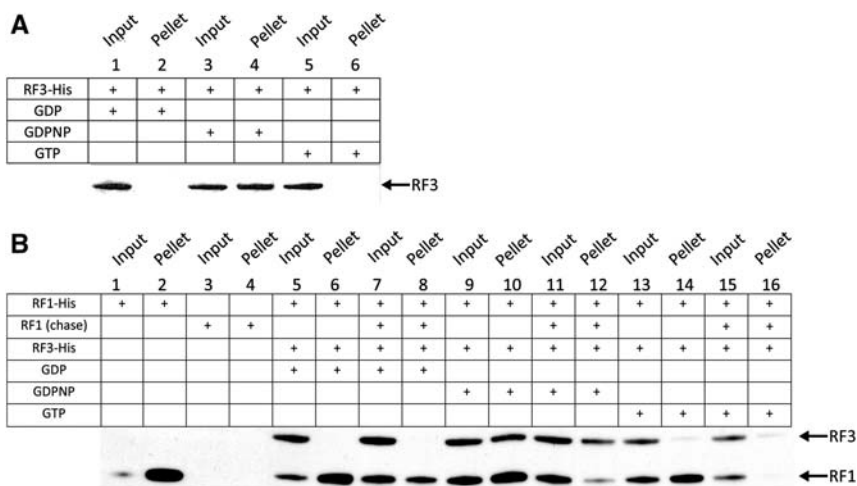 A
Input Pellet Input Pellet Input Pellet
1 2 3 4 5 6
RF3-His + + + + + +
GDP + +
GDPNP + +
GTP + +
RF3
B
Input Pellet Input Pellet Input Pellet Input Pellet Input Pellet Input Pellet Input Pellet Input Pellet
1 2 3 4 5 6 7 8 9 10 11 12 13 14 15 16
RF1-His + + + + + + + + + + + + + +
RF1 (chase) + + + + + + + +
RF3-His + + + + + + + + + + + +
GDP + + + +
GDPNP + + + +
GTP + + + +
RF3
RF1